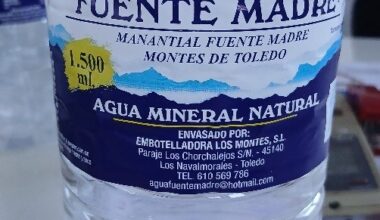 FUENTE MADRE
MANANTIAL FUENTE MADRE
MONTES DE TOLEDO
1.500
ml.
AGUA MINERAL NATURAL
ENVASADO POR:
EMBOTELLADORA LOS MONTES, S.L
Paraje Los Chorchalejos S/N. - 45140
Los Navalmorales - Toledo
TEL. 610 569 786
aguafuentemadre@hotmail.com